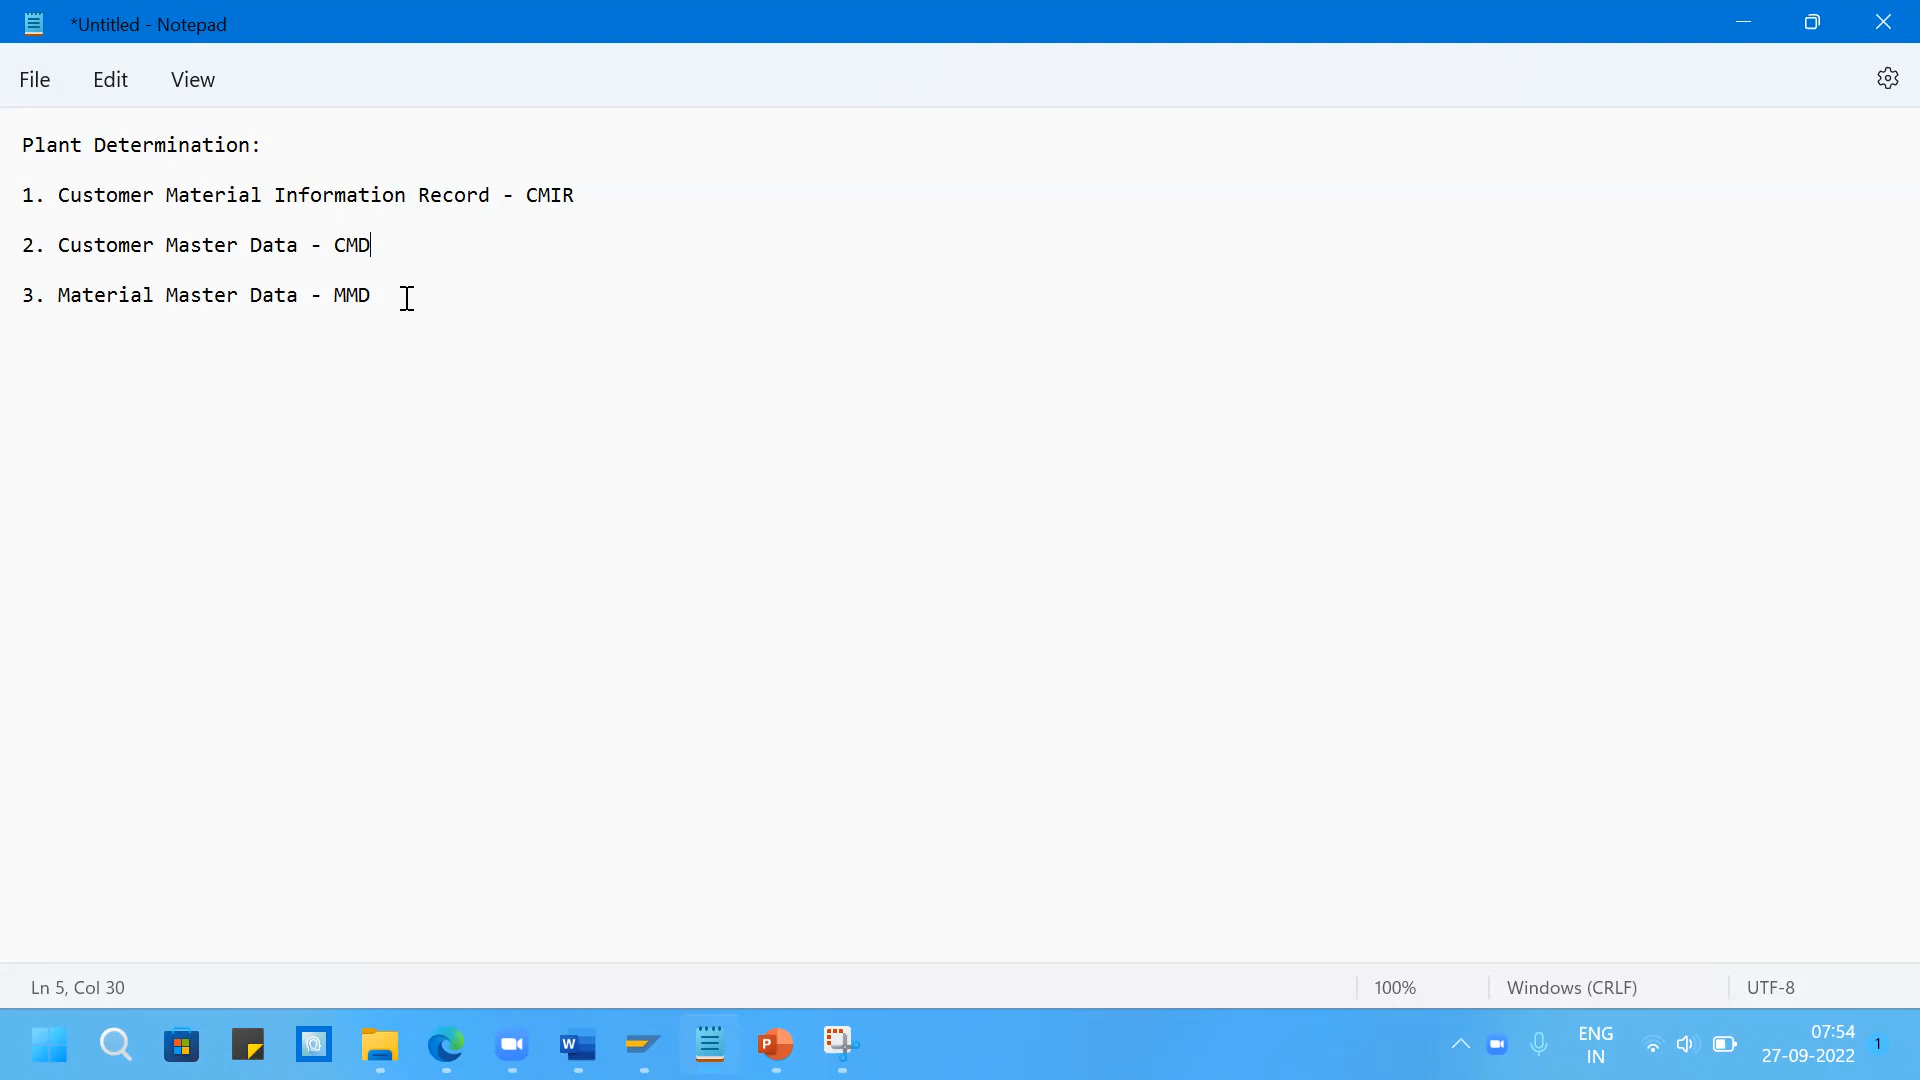 *Untitled - Notepad
File Edit View
Plant Determination:
1. Customer Material Information Record - CMIR
2. Customer Master Data - CMD
3. Material Master Data - MMD
Ln 5, Col 30 100% Windows (CRLF) UTF-8
W P ENG 07:54
IN 27-09-2022 1